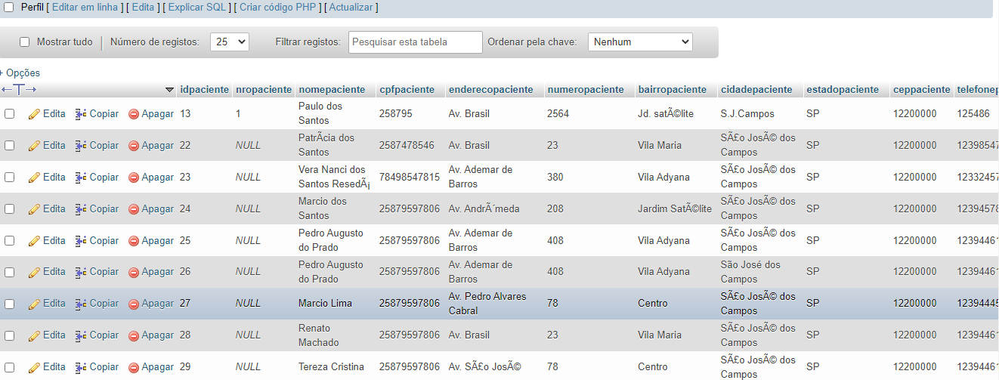 Perfil [ Editar em linha ] [ Edita ] [ Explicar SQL ] [ Criar código PHP ] [ Actualizar ]
Mostrar tudo Número de registos: 25 Filtrar registos: Pesquisar esta tabela Ordenar pela chave: Nenhum
+ Opções
←T→ idpaciente nropaciente nomepaciente cpfpaciente enderecopaciente numeropaciente bairropaciente cidadepaciente estadopaciente ceppaciente telefonep
Edita Copiar Apagar 13 1 Paulo dos Santos 258795 Av. Brasil 2564 Jd. satÃ©lite S.J.Campos SP 12200000 125486
Edita Copiar Apagar 22 NULL PatrÃ­cia dos Santos 2587478546 Av. Brasil 23 Vila Maria SÃ£o JosÃ© dos Campos SP 12200000 12398547
Edita Copiar Apagar 23 NULL Vera Nanci dos Santos ResedÃ¡ 78498547815 Av. Ademar de Barros 380 Vila Adyana SÃ£o JosÃ© dos Campos SP 12200000 12332457
Edita Copiar Apagar 24 NULL Marcio dos Santos 25879597806 Av. AndrÃ´meda 208 Jardim SatÃ©lite SÃ£o JosÃ© dos Campos SP 12200000 12394578
Edita Copiar Apagar 25 NULL Pedro Augusto do Prado 25879597806 Av. Ademar de Barros 408 Vila Adyana SÃ£o JosÃ© dos Campos SP 12200000 12394461
Edita Copiar Apagar 26 NULL Pedro Augusto do Prado 25879597806 Av. Ademar de Barros 408 Vila Adyana São José dos Campos SP 12200000 12394461
Edita Copiar Apagar 27 NULL Marcio Lima 25879597806 Av. Pedro Alvares Cabral 78 Centro SÃ£o JosÃ© dos Campos SP 12200000 12394445
Edita Copiar Apagar 28 NULL Renato Machado 25879597806 Av. Brasil 23 Vila Maria SÃ£o JosÃ© dos Campos SP 12200000 12394461
Edita Copiar Apagar 29 NULL Tereza Cristina 25879597806 Av. SÃ£o JosÃ© 78 Centro SÃ£o JosÃ© dos Campos SP 12200000 12394461